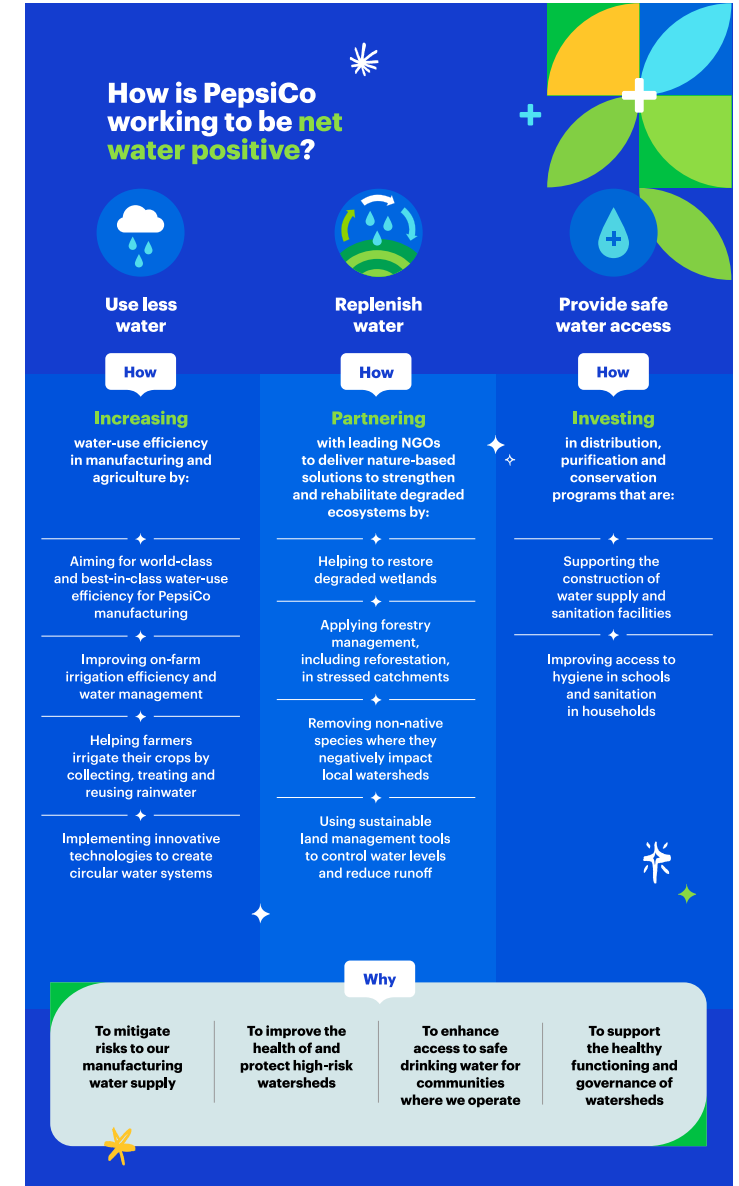 How is PepsiCo
working to be net
water positive?
Use less
water
Replenish
water
Provide safe
water access
How
How
How
Increasing
water-use efficiency
in manufacturing and
agriculture by:
Aiming for world-class
and best-in-class water-use
efficiency for PepsiCo
manufacturing
Improving on-farm
irrigation efficiency and
water management
Helping farmers
irrigate their crops by
collecting, treating and
reusing rainwater
Implementing innovative
technologies to create
circular water systems
Partnering
with leading NGOs
to deliver nature-based
solutions to strengthen
and rehabilitate degraded
ecosystems by:
Helping to restore
degraded wetlands
Applying forestry
management,
including reforestation,
in stressed catchments
Removing non-native
species where they
negatively impact
local watersheds
Using sustainable
land management tools
to control water levels
and reduce runoff
Investing
in distribution,
purification and
conservation
programs that are:
Supporting the
construction of
water supply and
sanitation facilities
Improving access to
hygiene in schools
and sanitation
in households
Why
To mitigate
risks to our
manufacturing
water supply
To improve the
health of and
protect high-risk
watersheds
To enhance
access to safe
drinking water for
communities
where we operate
To support
the healthy
functioning and
governance of
watersheds